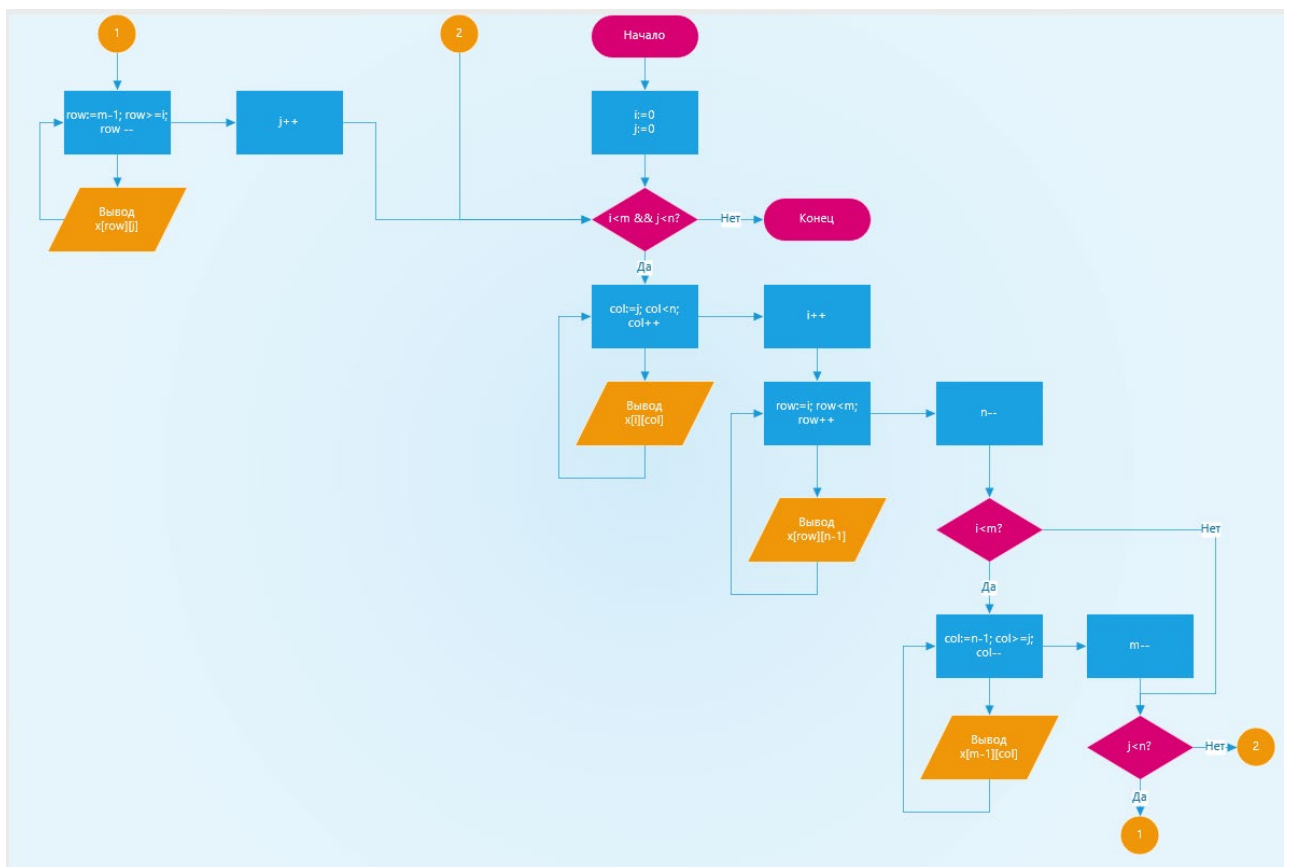 1
2
Начало
row:=m-1; row>=i;
row --
j++
i:=0
j:=0
Вывод
x[row][j]
i<m && j<n?
Нет
Конец
Да
col:=j; col<n;
col++
i++
Вывод
x[i][col]
row:=i; row<m;
row++
n--
Вывод
x[row][n-1]
i<m?
Нет
Да
col:=n-1; col>=j;
col--
m--
Вывод
x[m-1][col]
j<n?
Нет
2
Да
1